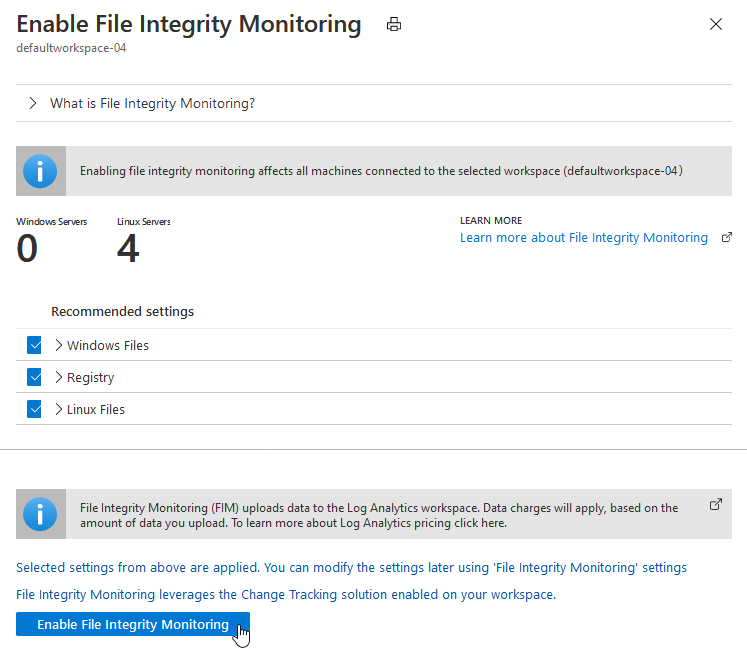 Enable File Integrity Monitoring
defaultworkspace-04
What is File Integrity Monitoring?
Enabling file integrity monitoring affects all machines connected to the selected workspace (defaultworkspace-04)
Windows Servers
0
Linux Servers
4
LEARN MORE
Learn more about File Integrity Monitoring
Recommended settings
Windows Files
Registry
Linux Files
File Integrity Monitoring (FIM) uploads data to the Log Analytics workspace. Data charges will apply, based on the
amount of data you upload. To learn more about Log Analytics pricing click here.
Selected settings from above are applied. You can modify the settings later using 'File Integrity Monitoring' settings
File Integrity Monitoring leverages the Change Tracking solution enabled on your workspace.
Enable File Integrity Monitoring